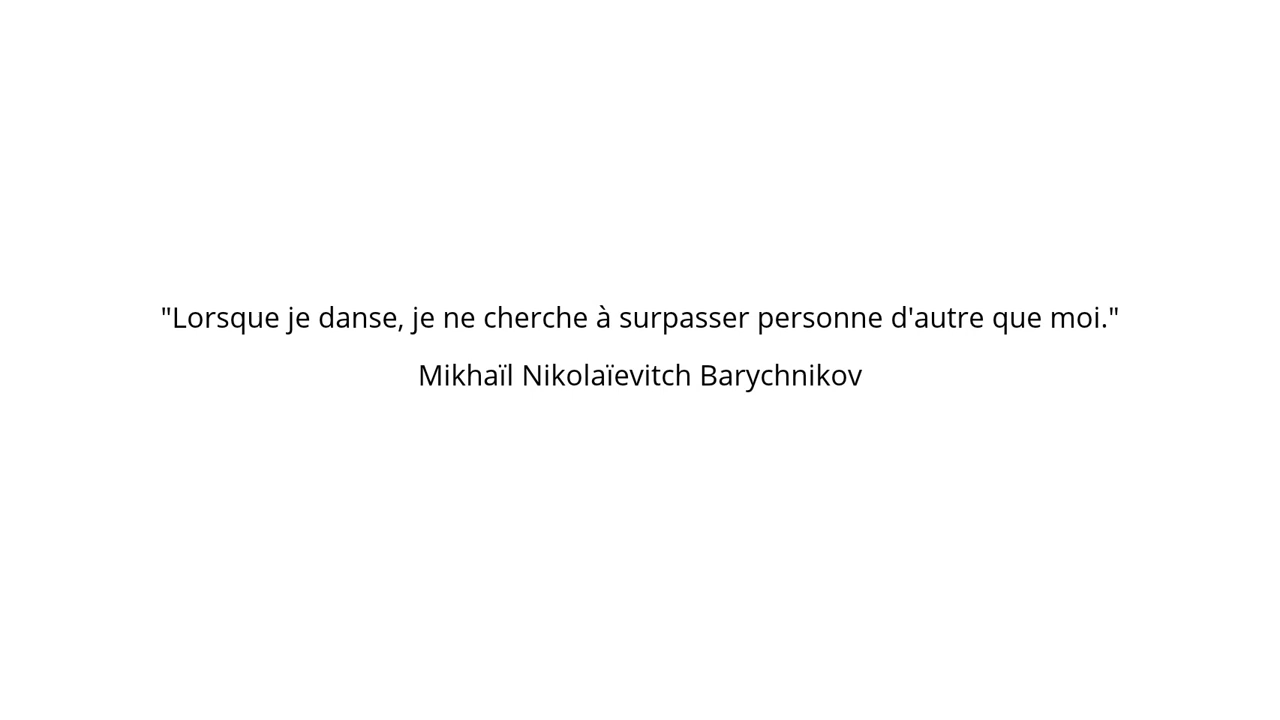 "Lorsque je danse, je ne cherche à surpasser personne d'autre que moi."
Mikhaïl Nikolaïevitch Barychnikov